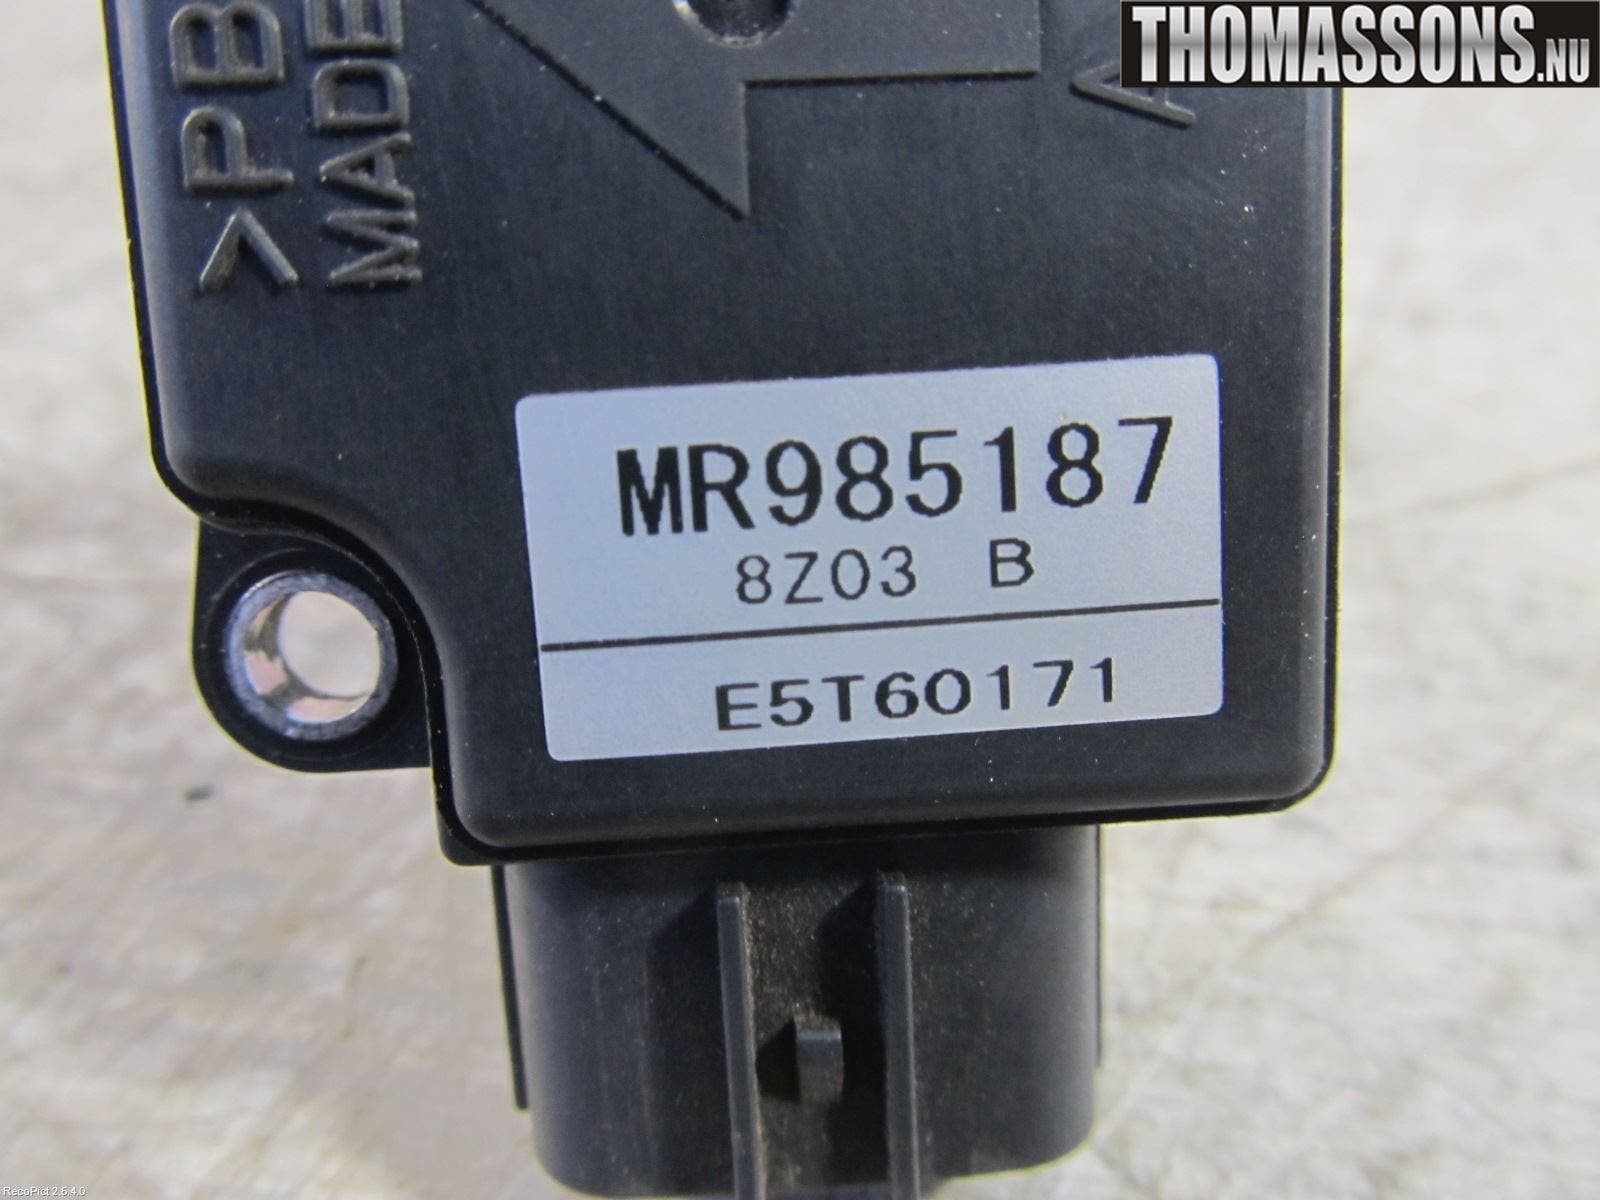 THOMASSONS.NU
>PB
MADE
A
MR985187
8Z03 B
E5T60171
RecoPict 2.5.4.0